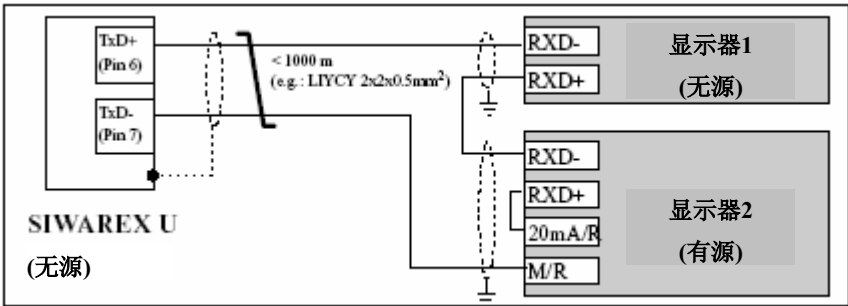 TxD+
(Pin 6)
TxD-
(Pin 7)
SIWAREX U
(无源)
< 1000 m
(e.g.: LIYCY 2x2x0.5mm²)
RXD-
RXD+
显示器1
(无源)
RXD-
RXD+
20mA/R
M/R
显示器2
(有源)